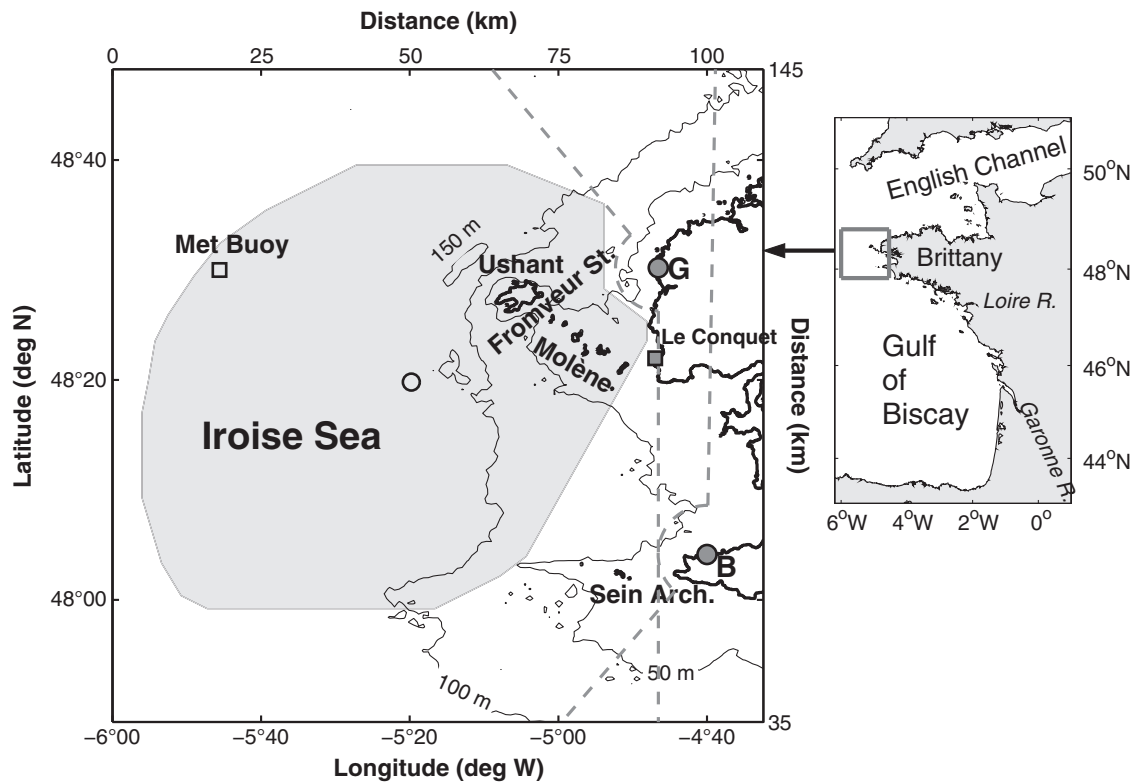 Distance (km)
0 25 50 75 100
145
48°40'
48°20'
48°00'
Latitude (deg N)
Met Buoy
150 m
Ushant
Fromveur St.
Molène
G
Le Conquet
Iroise Sea
B
Sein Arch.
50 m
100 m
Distance (km)
35
−6°00 −5°40 −5°20 −5°00 −4°40
Longitude (deg W)
English Channel
Brittany
Loire R.
Gulf
of
Biscay
Garonne R.
50°N
48°N
46°N
44°N
6°W 4°W 2°W 0°